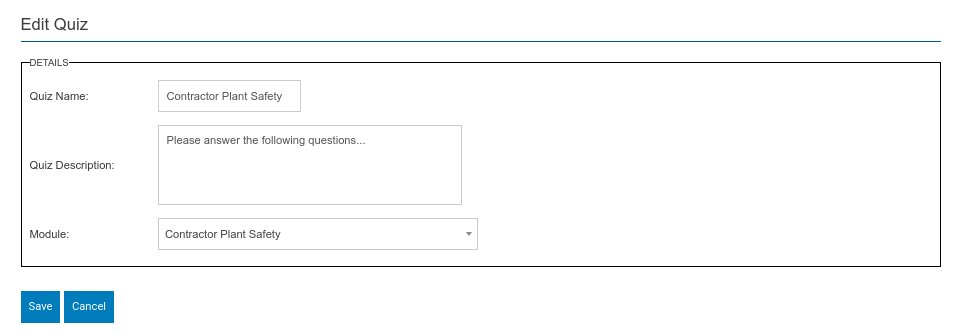 Edit Quiz
DETAILS
Quiz Name: Contractor Plant Safety
Please answer the following questions...
Quiz Description:
Module: Contractor Plant Safety
Save Cancel